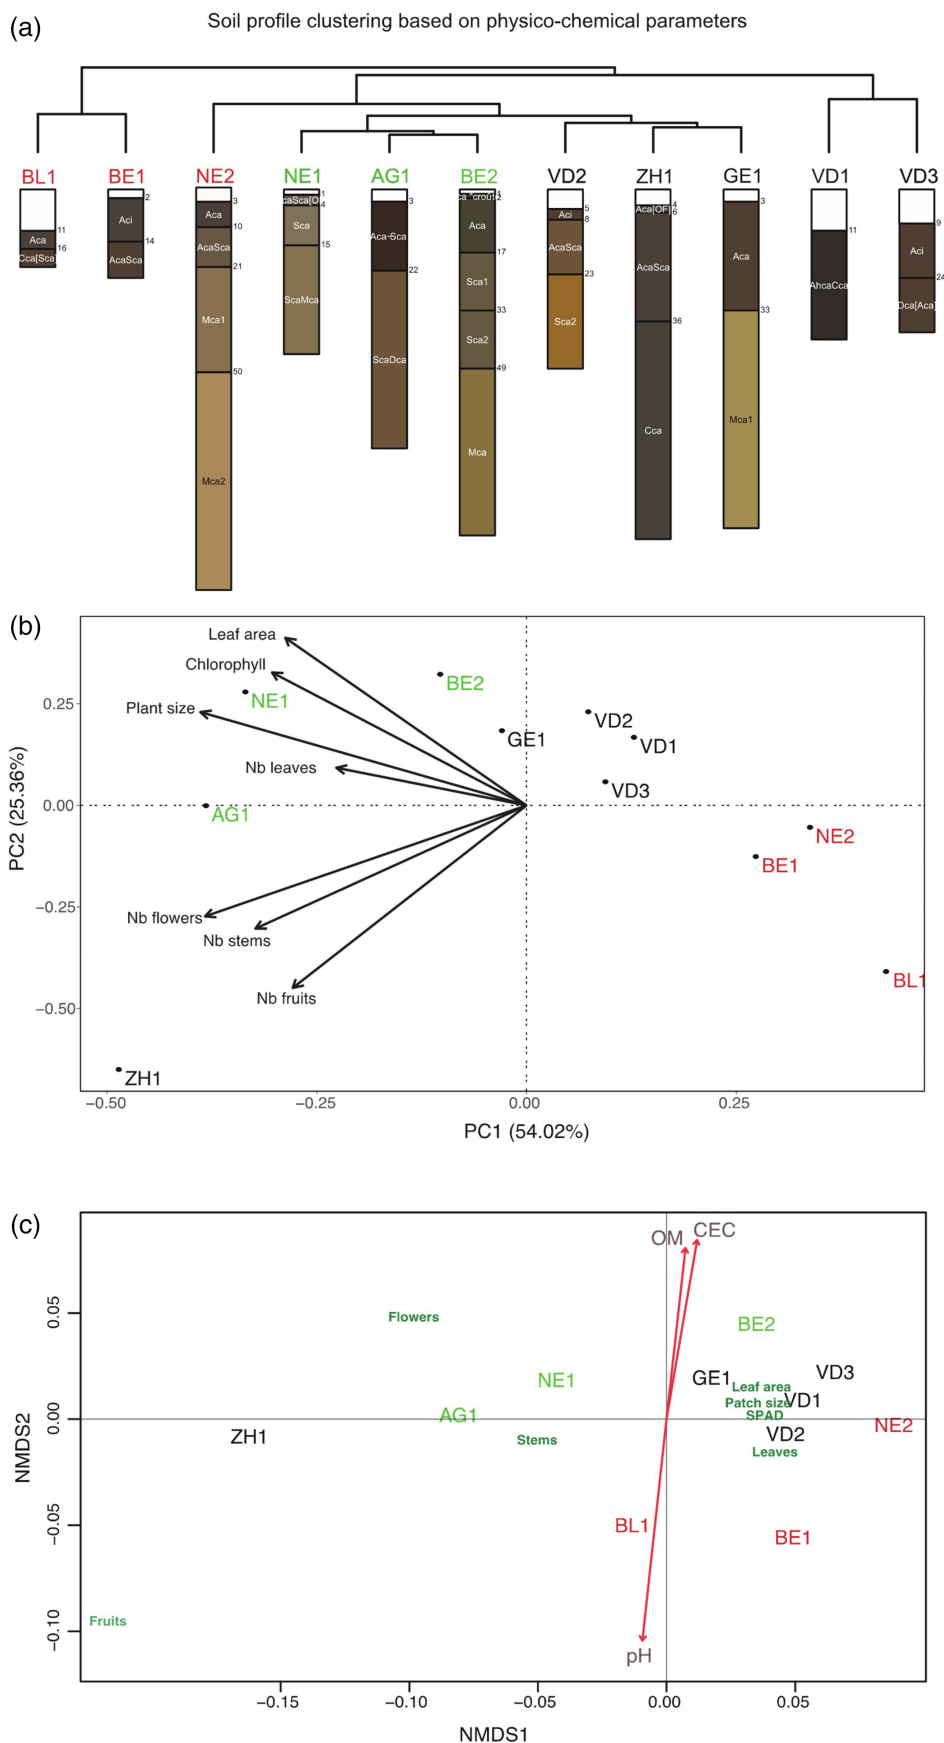 (a)
Soil profile clustering based on physico-chemical parameters
BL1 BE1 NE2 NE1 AG1 BE2 VD2 ZH1 GE1 VD1 VD3
11
Aca
16
Cca[Sca]
2
Aci
14
AcaSca
3
Aca
10
AcaSca
21
Mca1
50
Mca2
1
4
Sca
15
ScaMca
3
Aca-Sca
22
ScaDca
Aca
17
Sca1
33
Sca2
49
Mca
5
Aci
8
AcaSca
23
Sca2
4
Aca[OF]
6
AcaSca
36
Cca
3
Aca
33
Mca1
11
AhcaCca
9
Aci
24
Dca[Aca]
(b)
Leaf area
Chlorophyll
Plant size
Nb leaves
Nb flowers
Nb stems
Nb fruits
NE1
BE2
GE1
VD2
VD1
VD3
AG1
NE2
BE1
BL1
ZH1
0.25
0.00
−0.25
−0.50
PC2 (25.36%)
−0.50 −0.25 0.00 0.25
PC1 (54.02%)
(c)
OM CEC
Flowers
BE2
NE1
GE1
VD3
Leaf area
Patch size
VD1
SPAD
AG1
NE2
ZH1
Stems
VD2
Leaves
BL1
BE1
Fruits
pH
0.05
0.00
−0.05
−0.10
NMDS2
−0.15 −0.10 −0.05 0.00 0.05
NMDS1